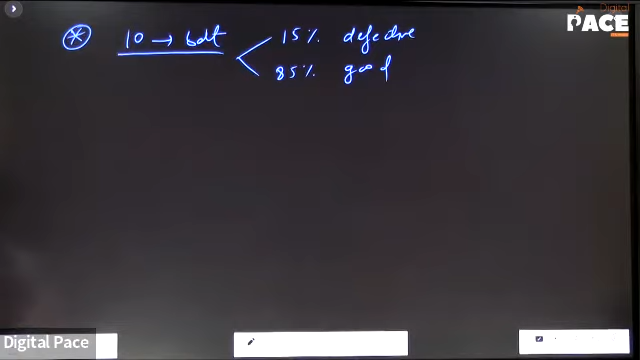 Digital
PACE
* 10 → bolt
15% defective
85% good
Digital Pace